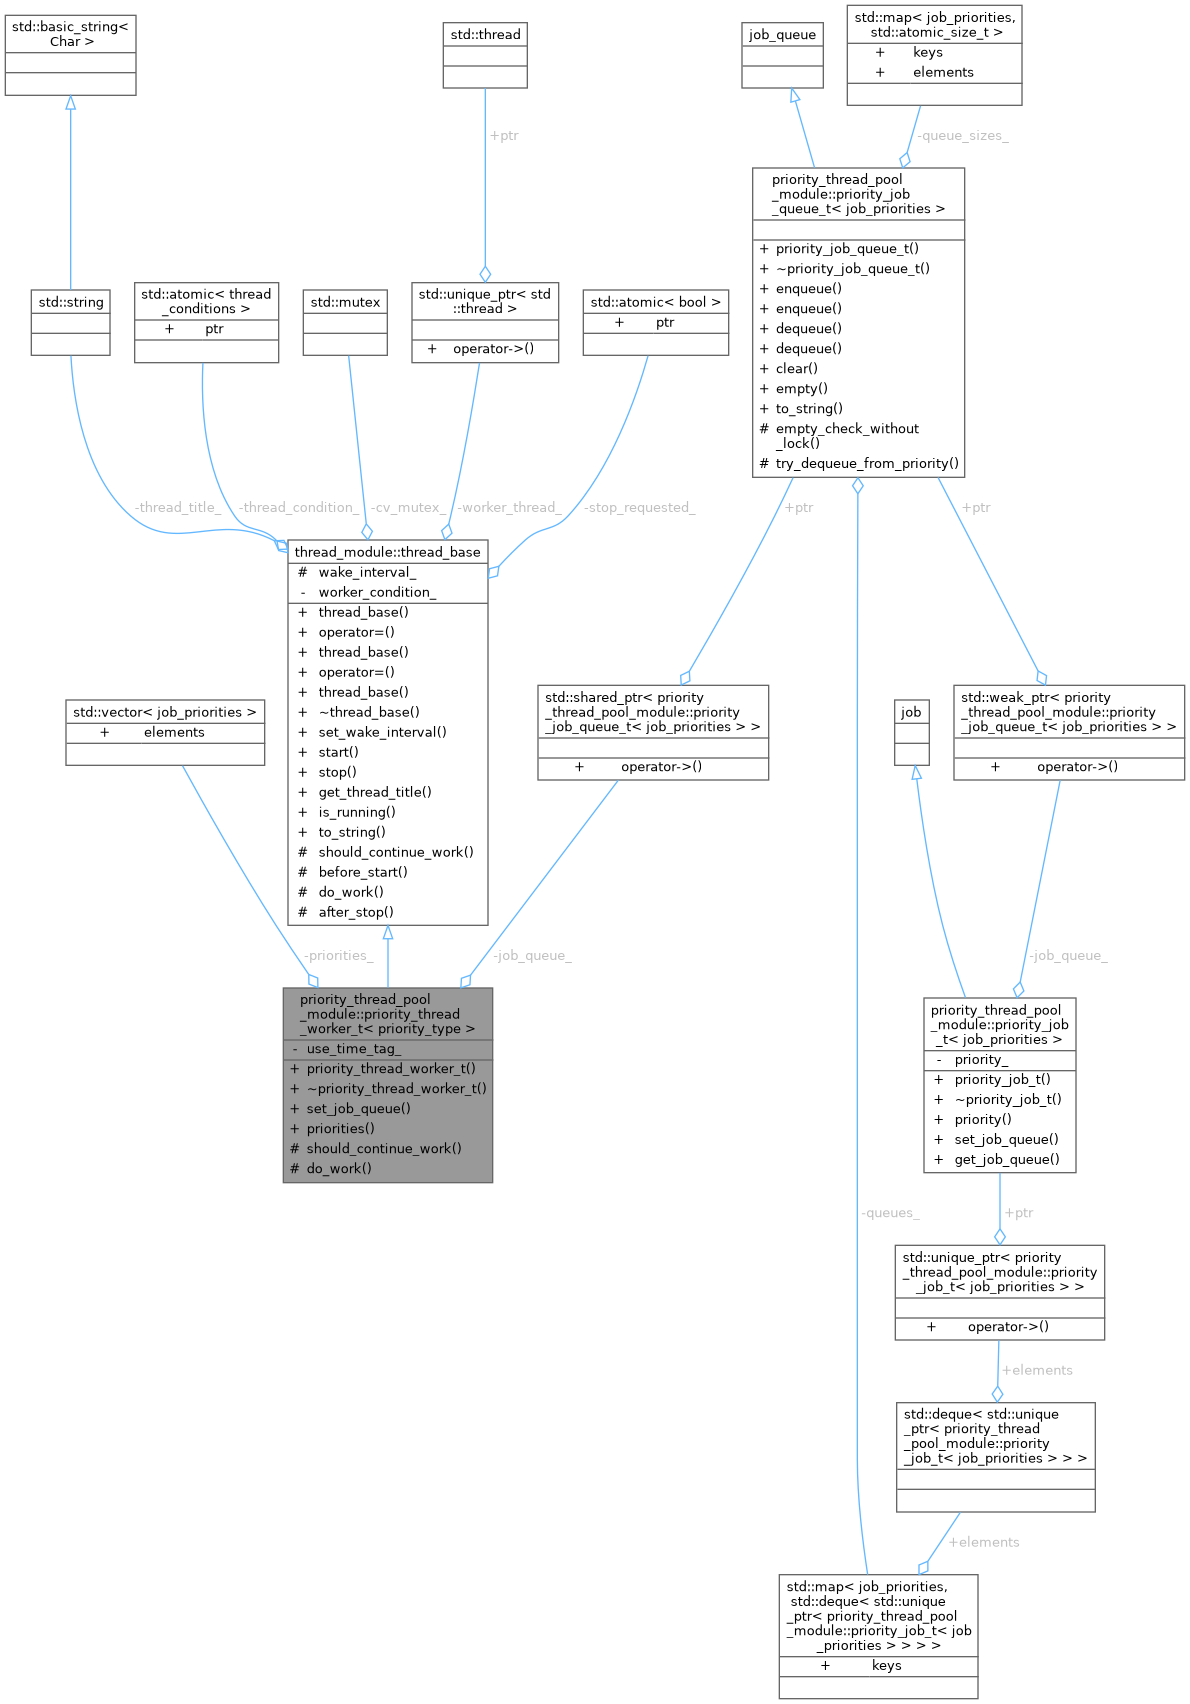 std::basic_string<
Char >
std::thread
+ptr
job_queue
std::map< job_priorities,
std::atomic_size_t >
+ keys
+ elements
-queue_sizes_
priority_thread_pool
_module::priority_job
_queue_t< job_priorities >
+ priority_job_queue_t()
+ ~priority_job_queue_t()
+ enqueue()
+ enqueue()
+ dequeue()
+ dequeue()
+ clear()
+ empty()
+ to_string()
# empty_check_without
_lock()
# try_dequeue_from_priority()
std::string
std::atomic< thread
_conditions >
+ ptr
std::mutex
std::unique_ptr< std
::thread >
+ operator->()
std::atomic< bool >
+ ptr
-thread_title_
-thread_condition_
-cv_mutex_
-worker_thread_
-stop_requested_
+ptr
+ptr
thread_module::thread_base
# wake_interval_
- worker_condition_
+ thread_base()
+ operator=()
+ thread_base()
+ operator=()
+ thread_base()
+ ~thread_base()
+ set_wake_interval()
+ start()
+ stop()
+ get_thread_title()
+ is_running()
+ to_string()
# should_continue_work()
# before_start()
# do_work()
# after_stop()
std::vector< job_priorities >
+ elements
std::shared_ptr< priority
_thread_pool_module::priority
_job_queue_t< job_priorities > >
+ operator->()
job
std::weak_ptr< priority
_thread_pool_module::priority
_job_queue_t< job_priorities > >
+ operator->()
-priorities_
-job_queue_
-job_queue_
priority_thread_pool
_module::priority_thread
_worker_t< priority_type >
- use_time_tag_
+ priority_thread_worker_t()
+ ~priority_thread_worker_t()
+ set_job_queue()
+ priorities()
# should_continue_work()
# do_work()
priority_thread_pool
_module::priority_job
_t< job_priorities >
- priority_
+ priority_job_t()
+ ~priority_job_t()
+ priority()
+ set_job_queue()
+ get_job_queue()
-queues_
+ptr
std::unique_ptr< priority
_thread_pool_module::priority
_job_t< job_priorities > >
+ operator->()
+elements
std::deque< std::unique
_ptr< priority_thread
_pool_module::priority
_job_t< job_priorities > > >
+elements
std::map< job_priorities,
std::deque< std::unique
_ptr< priority_thread_pool
_module::priority_job_t< job
_priorities > > > >
+ keys